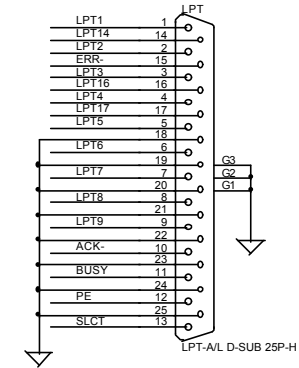 LPT
LPT1 1
LPT14 14
LPT2 2
ERR- 15
LPT3 3
LPT16 16
LPT4 4
LPT17 17
LPT5 5
18
LPT6 6
19 G3
LPT7 7 G2
20 G1
LPT8 8
21
LPT9 9
22
ACK- 10
23
BUSY 11
24
PE 12
25
SLCT 13
LPT-A/L D-SUB 25P-H